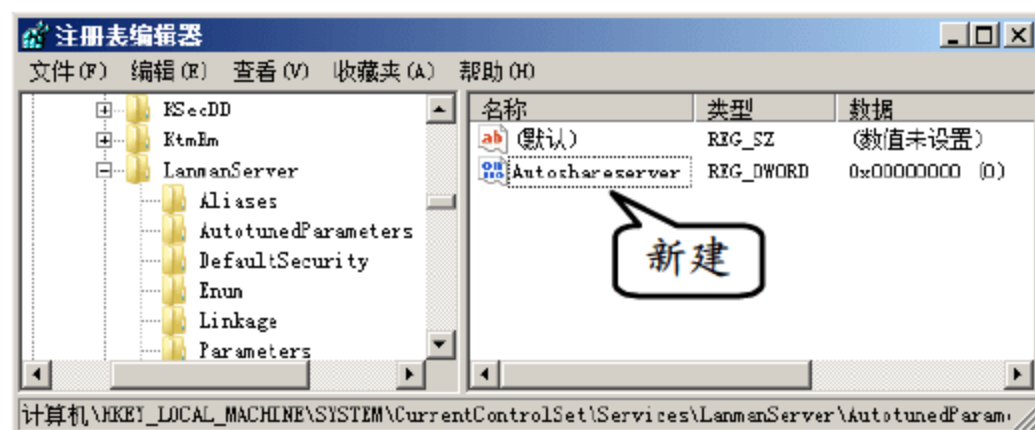 注册表编辑器
文件(F) 编辑(E) 查看(V) 收藏夹(A) 帮助(H)
KSecDD
KtmRm
LanmanServer
Aliases
AutotunedParameters
DefaultSecurity
Enum
Linkage
Parameters
名称 类型 数据
ab (默认) REG_SZ (数值未设置)
Autoshareserver REG_DWORD 0x00000000 (0)
新建
计算机\HKEY_LOCAL_MACHINE\SYSTEM\CurrentControlSet\Services\LanmanServer\AutotunedParam